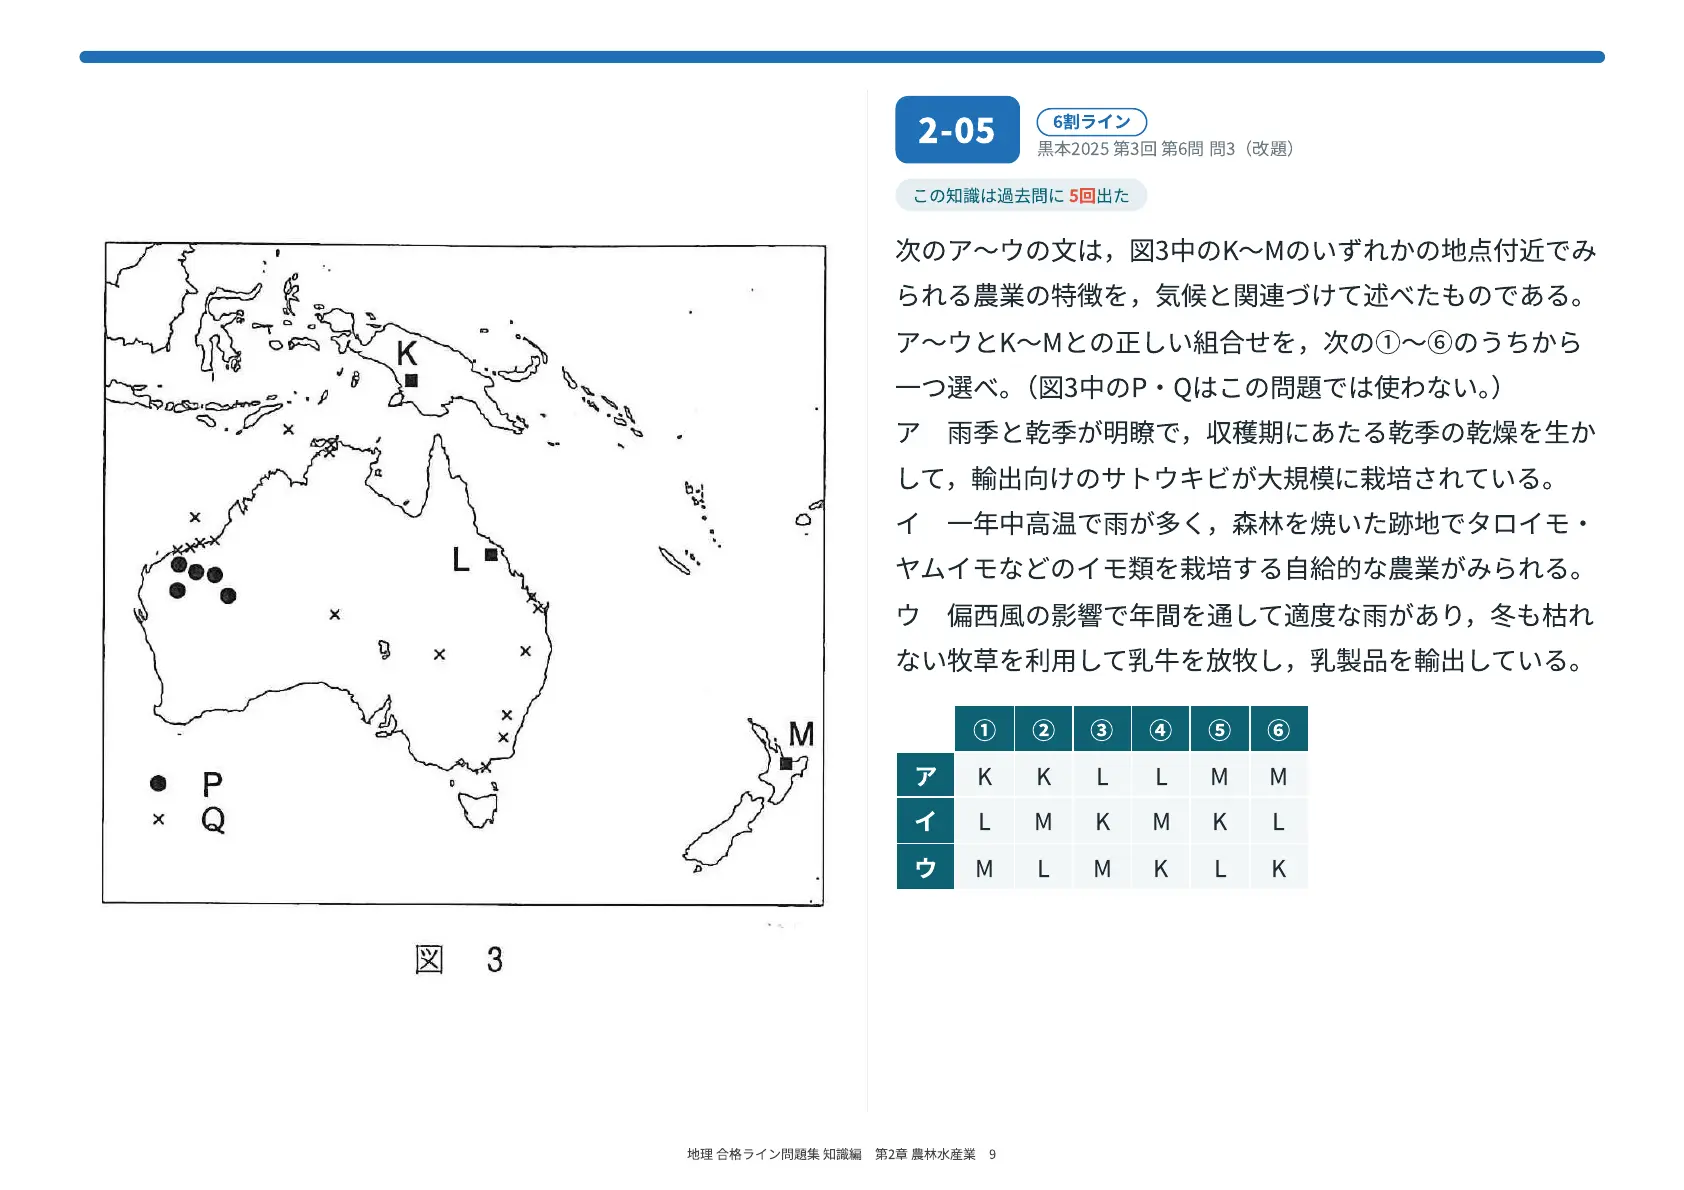 2-05
6割ライン
黒本2025 第3回 第6問 問3（改題）
この知識は過去問に 5回出た
次のア～ウの文は，図3中のK～Mのいずれかの地点付近でみ
られる農業の特徴を，気候と関連づけて述べたものである。
ア～ウとK～Mとの正しい組合せを，次の①～⑥のうちから
一つ選べ。（図3中のP・Qはこの問題では使わない。）
ア　雨季と乾季が明瞭で，収穫期にあたる乾季の乾燥を生か
して，輸出向けのサトウキビが大規模に栽培されている。
イ　一年中高温で雨が多く，森林を焼いた跡地でタロイモ・
ヤムイモなどのイモ類を栽培する自給的な農業がみられる。
ウ　偏西風の影響で年間を通して適度な雨があり，冬も枯れ
ない牧草を利用して乳牛を放牧し，乳製品を輸出している。
① ② ③ ④ ⑤ ⑥
ア K K L L M M
イ L M K M K L
ウ M L M K L K
K
L
M
P
Q
図 3
地理 合格ライン問題集 知識編　第2章 農林水産業　9